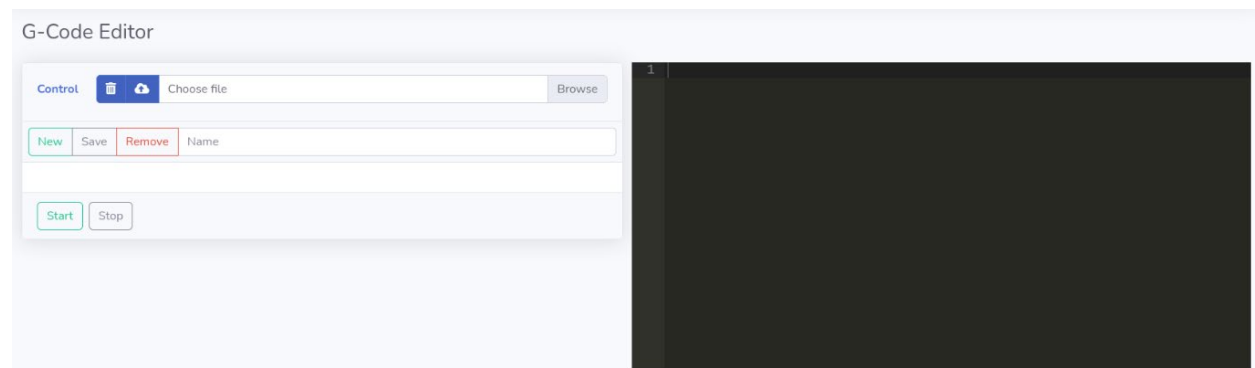 G-Code Editor
Control Choose file Browse
New Save Remove Name
Start Stop
1